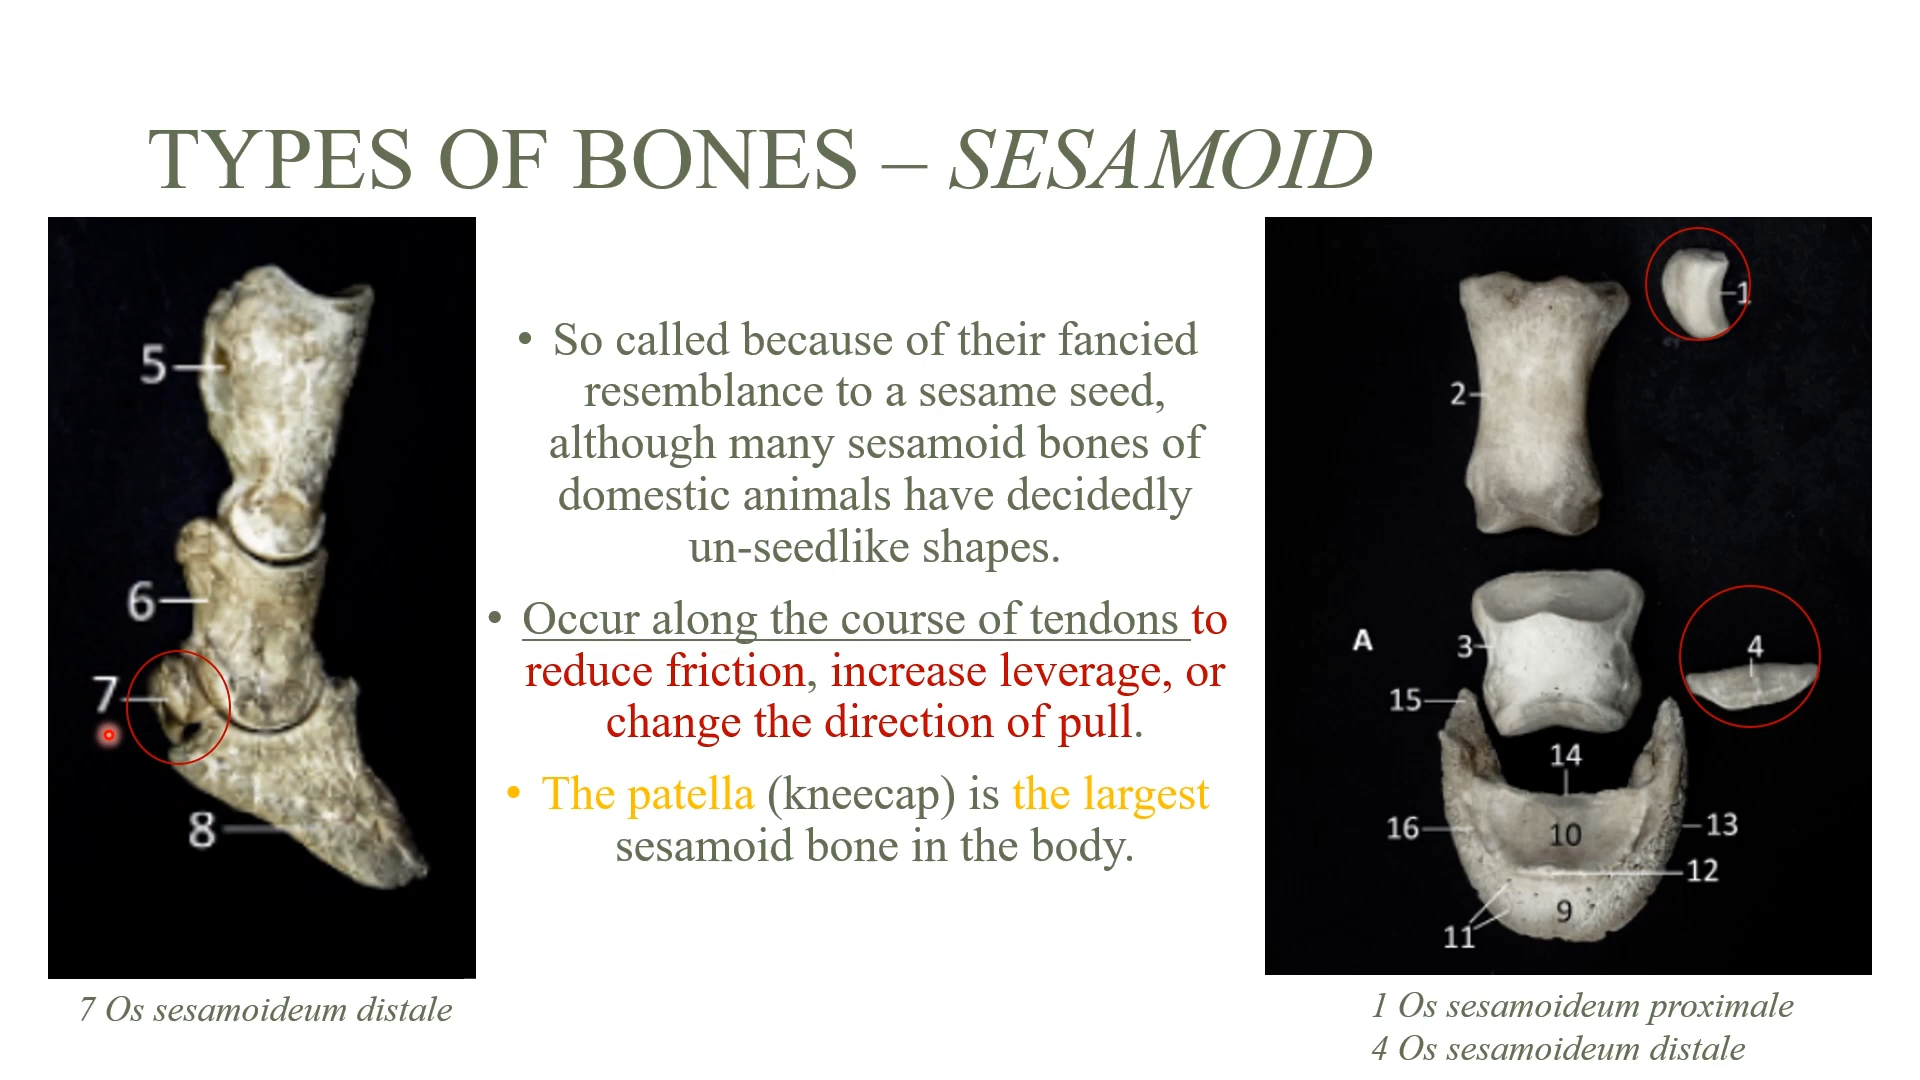 TYPES OF BONES – SESAMOID
5
6
7
8
• So called because of their fancied
resemblance to a sesame seed,
although many sesamoid bones of
domestic animals have decidedly
un-seedlike shapes.
• Occur along the course of tendons to
reduce friction, increase leverage, or
change the direction of pull.
• The patella (kneecap) is the largest
sesamoid bone in the body.
1
2
A
3
4
15
14
16
10
13
12
9
11
7 Os sesamoideum distale
1 Os sesamoideum proximale
4 Os sesamoideum distale